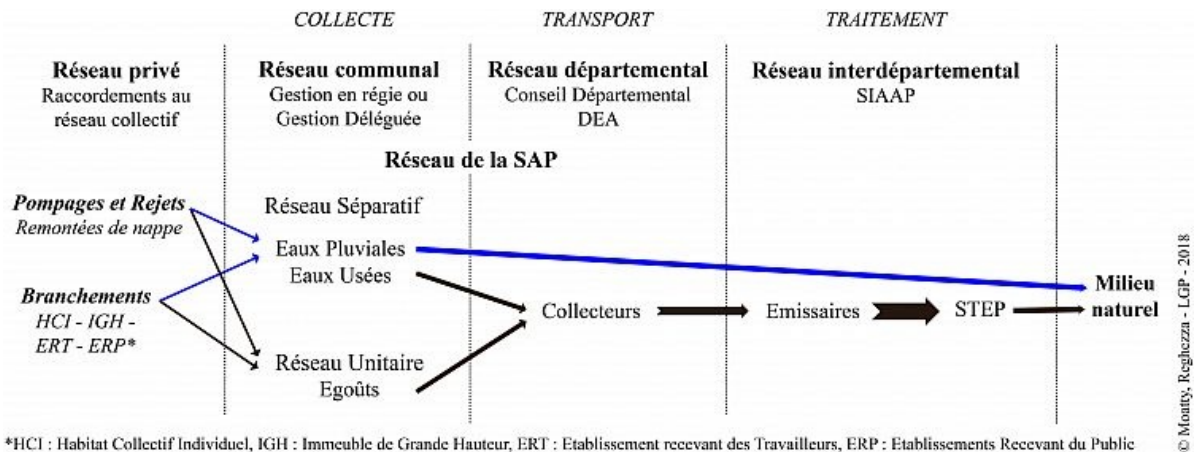 COLLECTE
TRANSPORT
TRAITEMENT
Réseau privé
Raccordements au
réseau collectif
Réseau communal
Gestion en régie ou
Gestion Déléguée
Réseau départemental
Conseil Départemental
DEA
Réseau interdépartemental
SIAAP
Réseau de la SAP
Pompages et Rejets
Remontées de nappe
Branchements
HCI - IGH -
ERT - ERP*
Réseau Séparatif
Eaux Pluviales
Eaux Usées
Réseau Unitaire
Egoûts
Collecteurs
Emissaires
STEP
Milieu
naturel
© Moatty, Reghezza - LGP - 2018
*HCI : Habitat Collectif Individuel, IGH : Immeuble de Grande Hauteur, ERT : Etablissement recevant des Travailleurs, ERP : Etablissements Recevant du Public